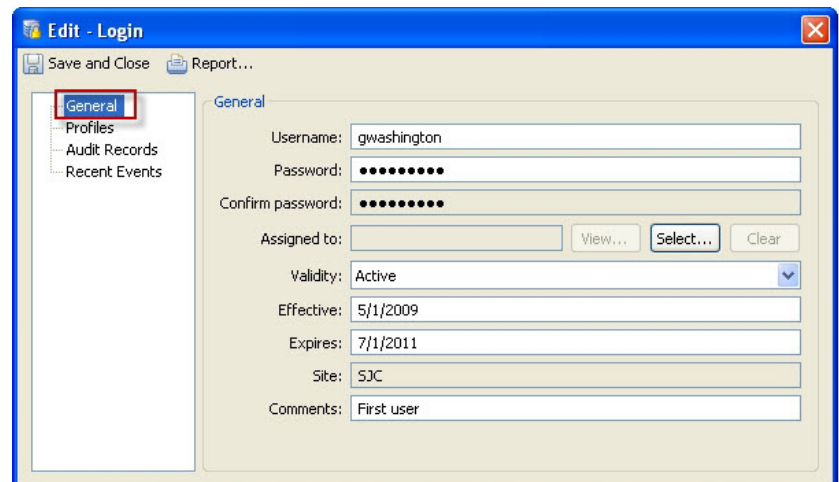 Edit - Login
Save and Close Report...
General
Profiles
Audit Records
Recent Events
General
Username: gwashington
Password: •••••••••
Confirm password: •••••••••
Assigned to: View... Select... Clear
Validity: Active
Effective: 5/1/2009
Expires: 7/1/2011
Site: SJC
Comments: First user